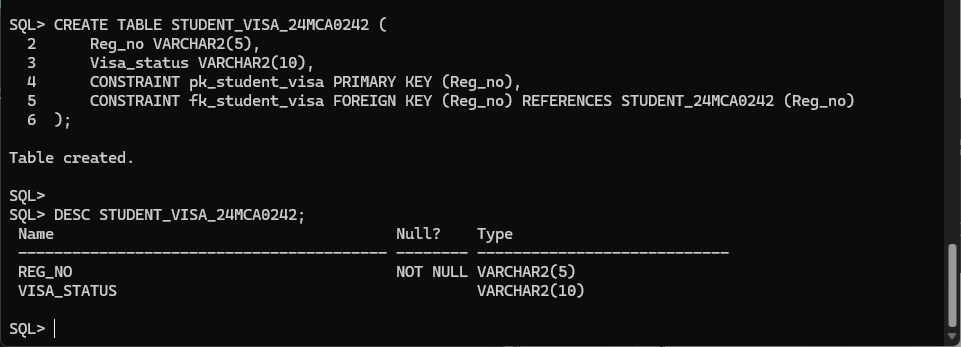 SQL> CREATE TABLE STUDENT_VISA_24MCA0242 (
  2      Reg_no VARCHAR2(5),
  3      Visa_status VARCHAR2(10),
  4      CONSTRAINT pk_student_visa PRIMARY KEY (Reg_no),
  5      CONSTRAINT fk_student_visa FOREIGN KEY (Reg_no) REFERENCES STUDENT_24MCA0242 (Reg_no)
  6  );
Table created.
SQL>
SQL> DESC STUDENT_VISA_24MCA0242;
 Name                                      Null?    Type
 ----------------------------------------- -------- ----------------------------
 REG_NO                                    NOT NULL VARCHAR2(5)
 VISA_STATUS                                        VARCHAR2(10)
SQL>